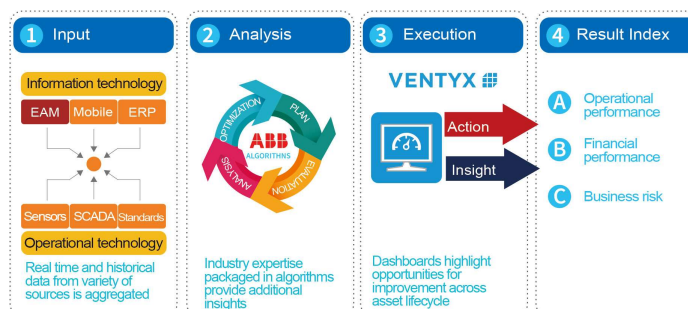 1 Input
Information technology
EAM Mobile ERP
Sensors SCADA Standards
Operational technology
Real time and historical
data from variety of
sources is aggregated
2 Analysis
OPTIMIZATION
PLAN
EVALUATION
ANALYSIS
ABB
ALGORITHMS
Industry expertise
packaged in algorithms
provide additional
insights
3 Execution
VENTYX
Action
Insight
Dashboards highlight
opportunities for
improvement across
asset lifecycle
4 Result Index
A Operational
performance
B Financial
performance
C Business risk